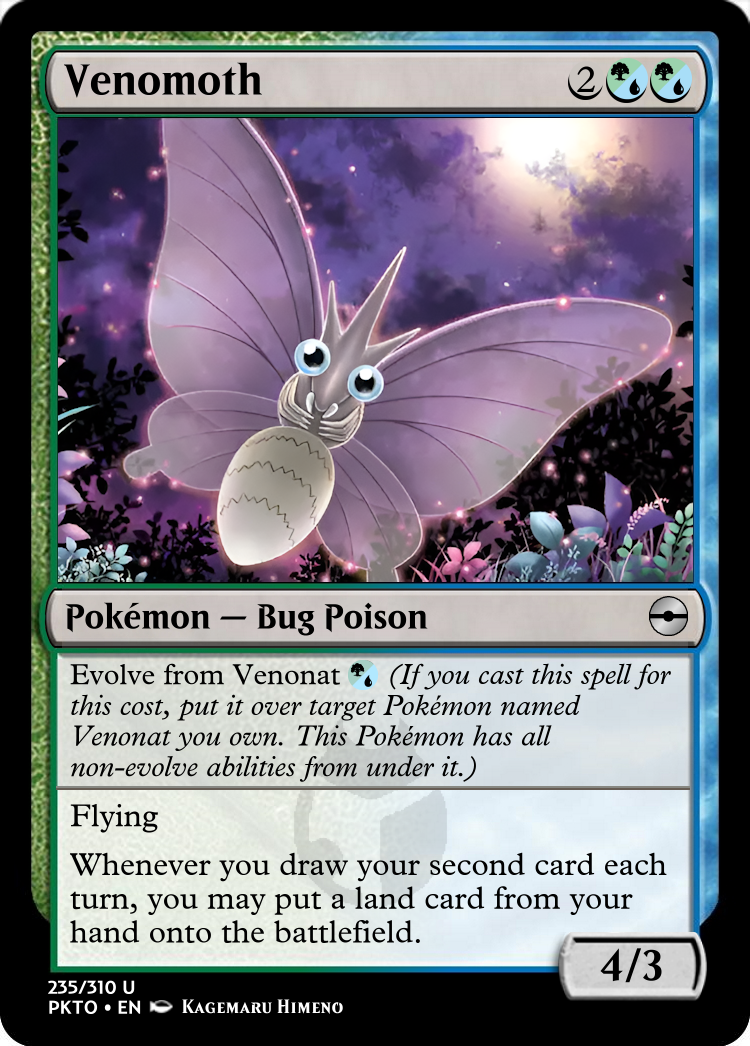 Venomoth 2
Pokémon — Bug Poison
Evolve from Venonat (If you cast this spell for
this cost, put it over target Pokémon named
Venonat you own. This Pokémon has all
non-evolve abilities from under it.)
Flying
Whenever you draw your second card each
turn, you may put a land card from your
hand onto the battlefield.
4/3
235/310 U
PKTO • EN Kagemaru Himeno